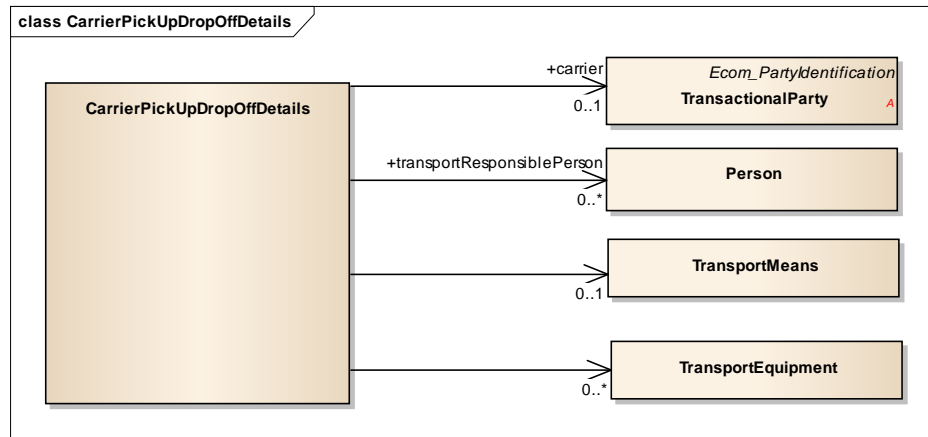 class CarrierPickUpDropOffDetails
CarrierPickUpDropOffDetails
+carrier
0..1
Ecom_PartyIdentification
TransactionalParty
A
+transportResponsiblePerson
0..*
Person
0..1
TransportMeans
0..*
TransportEquipment